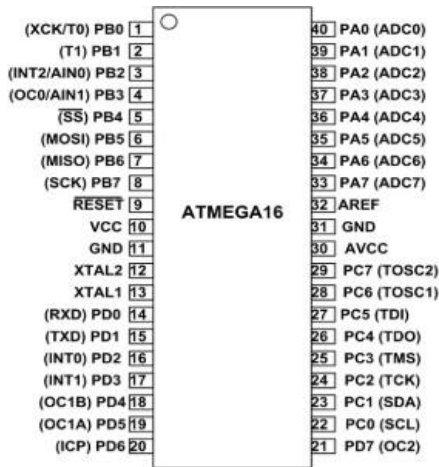 (XCK/T0) PB0 1
(T1) PB1 2
(INT2/AIN0) PB2 3
(OC0/AIN1) PB3 4
(SS) PB4 5
(MOSI) PB5 6
(MISO) PB6 7
(SCK) PB7 8
RESET 9
VCC 10
GND 11
XTAL2 12
XTAL1 13
(RXD) PD0 14
(TXD) PD1 15
(INT0) PD2 16
(INT1) PD3 17
(OC1B) PD4 18
(OC1A) PD5 19
(ICP) PD6 20
ATMEGA16
40 PA0 (ADC0)
39 PA1 (ADC1)
38 PA2 (ADC2)
37 PA3 (ADC3)
36 PA4 (ADC4)
35 PA5 (ADC5)
34 PA6 (ADC6)
33 PA7 (ADC7)
32 AREF
31 GND
30 AVCC
29 PC7 (TOSC2)
28 PC6 (TOSC1)
27 PC5 (TDI)
26 PC4 (TDO)
25 PC3 (TMS)
24 PC2 (TCK)
23 PC1 (SDA)
22 PC0 (SCL)
21 PD7 (OC2)